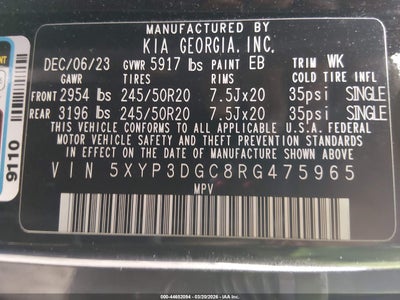 MANUFACTURED BY
KIA GEORGIA, INC.
DEC/06/23 GVWR 5917 lbs PAINT EB TRIM WK
GAWR TIRES RIMS COLD TIRE INFL
FRONT 2954 lbs 245/50R20 7.5Jx20 35psi SINGLE
REAR 3196 lbs 245/50R20 7.5Jx20 35psi SINGLE
THIS VEHICLE CONFORMS TO ALL APPLICABLE U.S.A. FEDERAL
MOTOR VEHICLE SAFETY, BUMPER, AND THEFT PREVENTION STANDARDS
IN EFFECT ON THE DATE OF MANUFACTURE SHOWN ABOVE.
VIN 5XYP3DGC8RG475965
MPV
9110
000-44652094 - 03/20/2026 - IAA Inc.